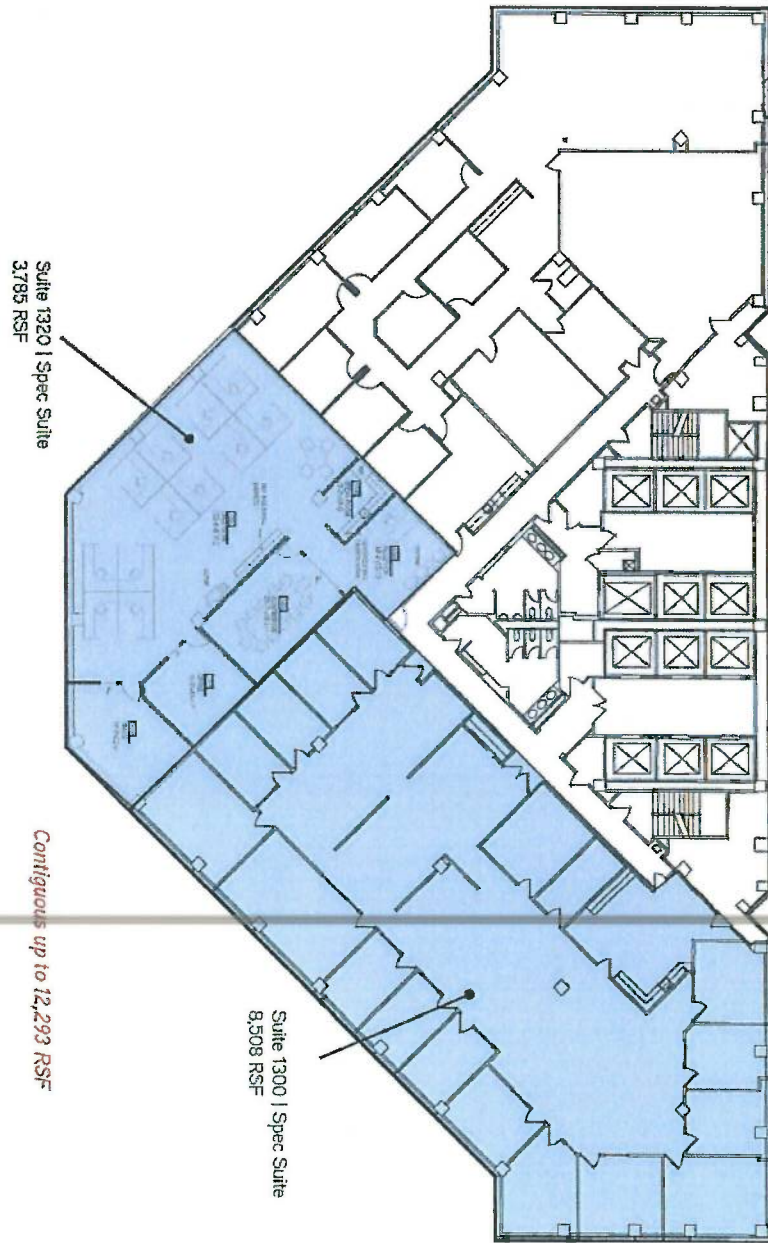 Suite 1320 | Spec Suite
3,785 RSF
Suite 1300 | Spec Suite
8,508 RSF
Contiguous up to 12,293 RSF